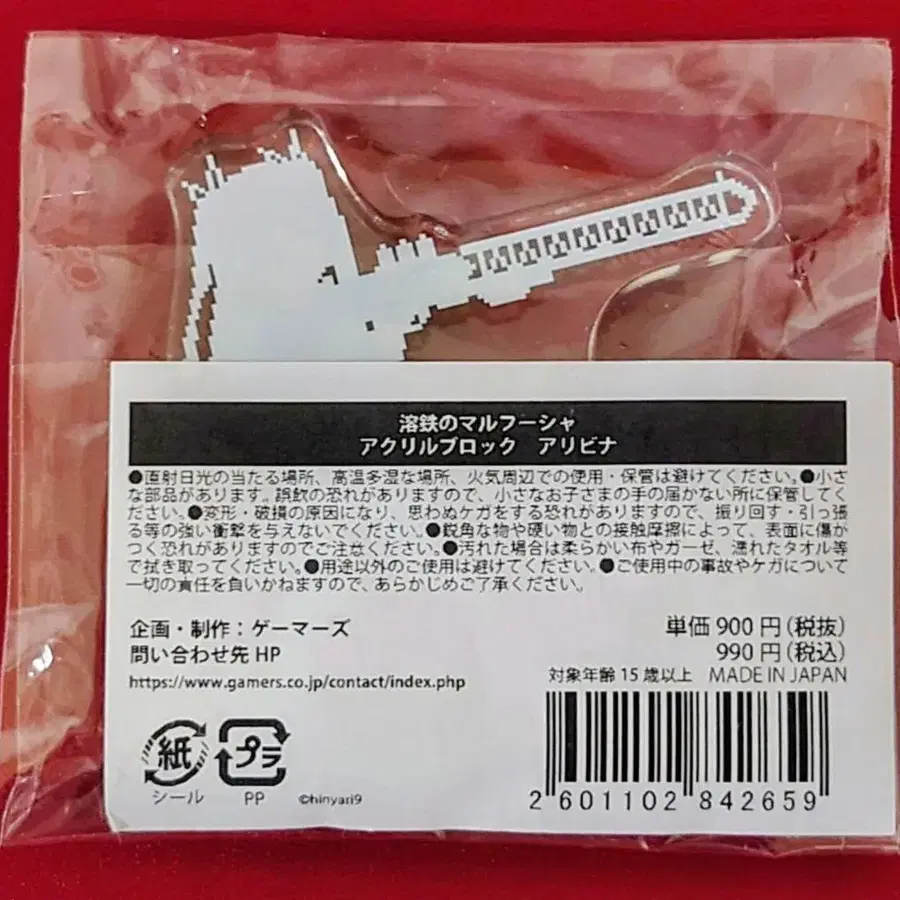 溶鉄のマルフーシャ
アクリルブロック　アリビナ
●直射日光の当たる場所、高温多湿な場所、火気周辺での使用・保管は避けてください。●小さ
な部品があります。誤飲の恐れがありますので、小さなお子さまの手の届かない所に保管してく
ださい。●変形・破損の原因になり、思わぬケガをする恐れがありますので、振り回す・引っ張
る等の強い衝撃を与えないでください。●鋭角な物や硬い物との接触摩擦によって、表面に傷が
つく恐れがありますのでご注意ください。●汚れた場合は柔らかい布やガーゼ、濡れたタオル等
で拭き取ってください。●用途以外のご使用は避けてください。●ご使用中の事故やケガについて
一切の責任を負いかねますので、あらかじめご了承ください。
企画・制作：ゲーマーズ
問い合わせ先 HP
https://www.gamers.co.jp/contact/index.php
単価 900 円（税抜）
990 円（税込）
対象年齢 15 歳以上 MADE IN JAPAN
紙
シール
プラ
PP
©hinyari9
2 601102 842659